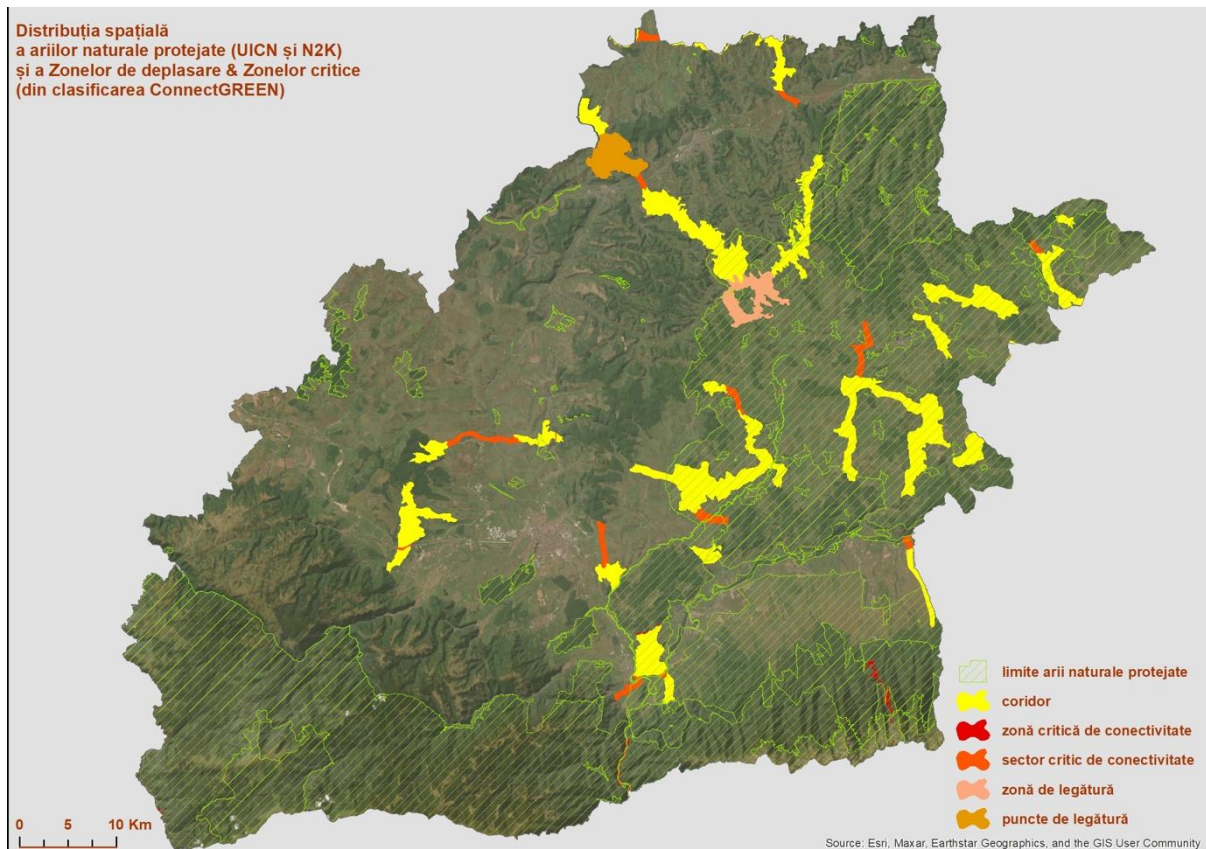 Distribuția spațială
a ariilor naturale protejate (UICN și N2K)
și a Zonelor de deplasare & Zonelor critice
(din clasificarea ConnectGREEN)
limite arii naturale protejate
coridor
zonă critică de conectivitate
sector critic de conectivitate
zonă de legătură
puncte de legătură
0 5 10 Km
Source: Esri, Maxar, Earthstar Geographics, and the GIS User Community